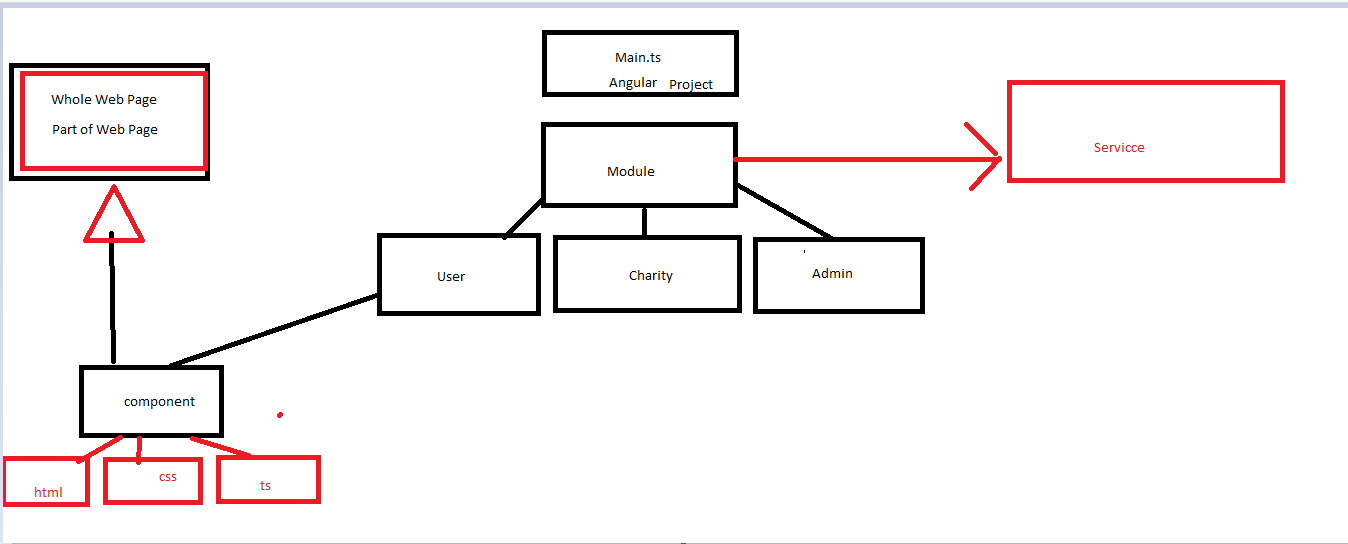 Main.ts
Angular Project
Whole Web Page
Part of Web Page
Servicce
Module
User
Charity
Admin
component
html
css
ts